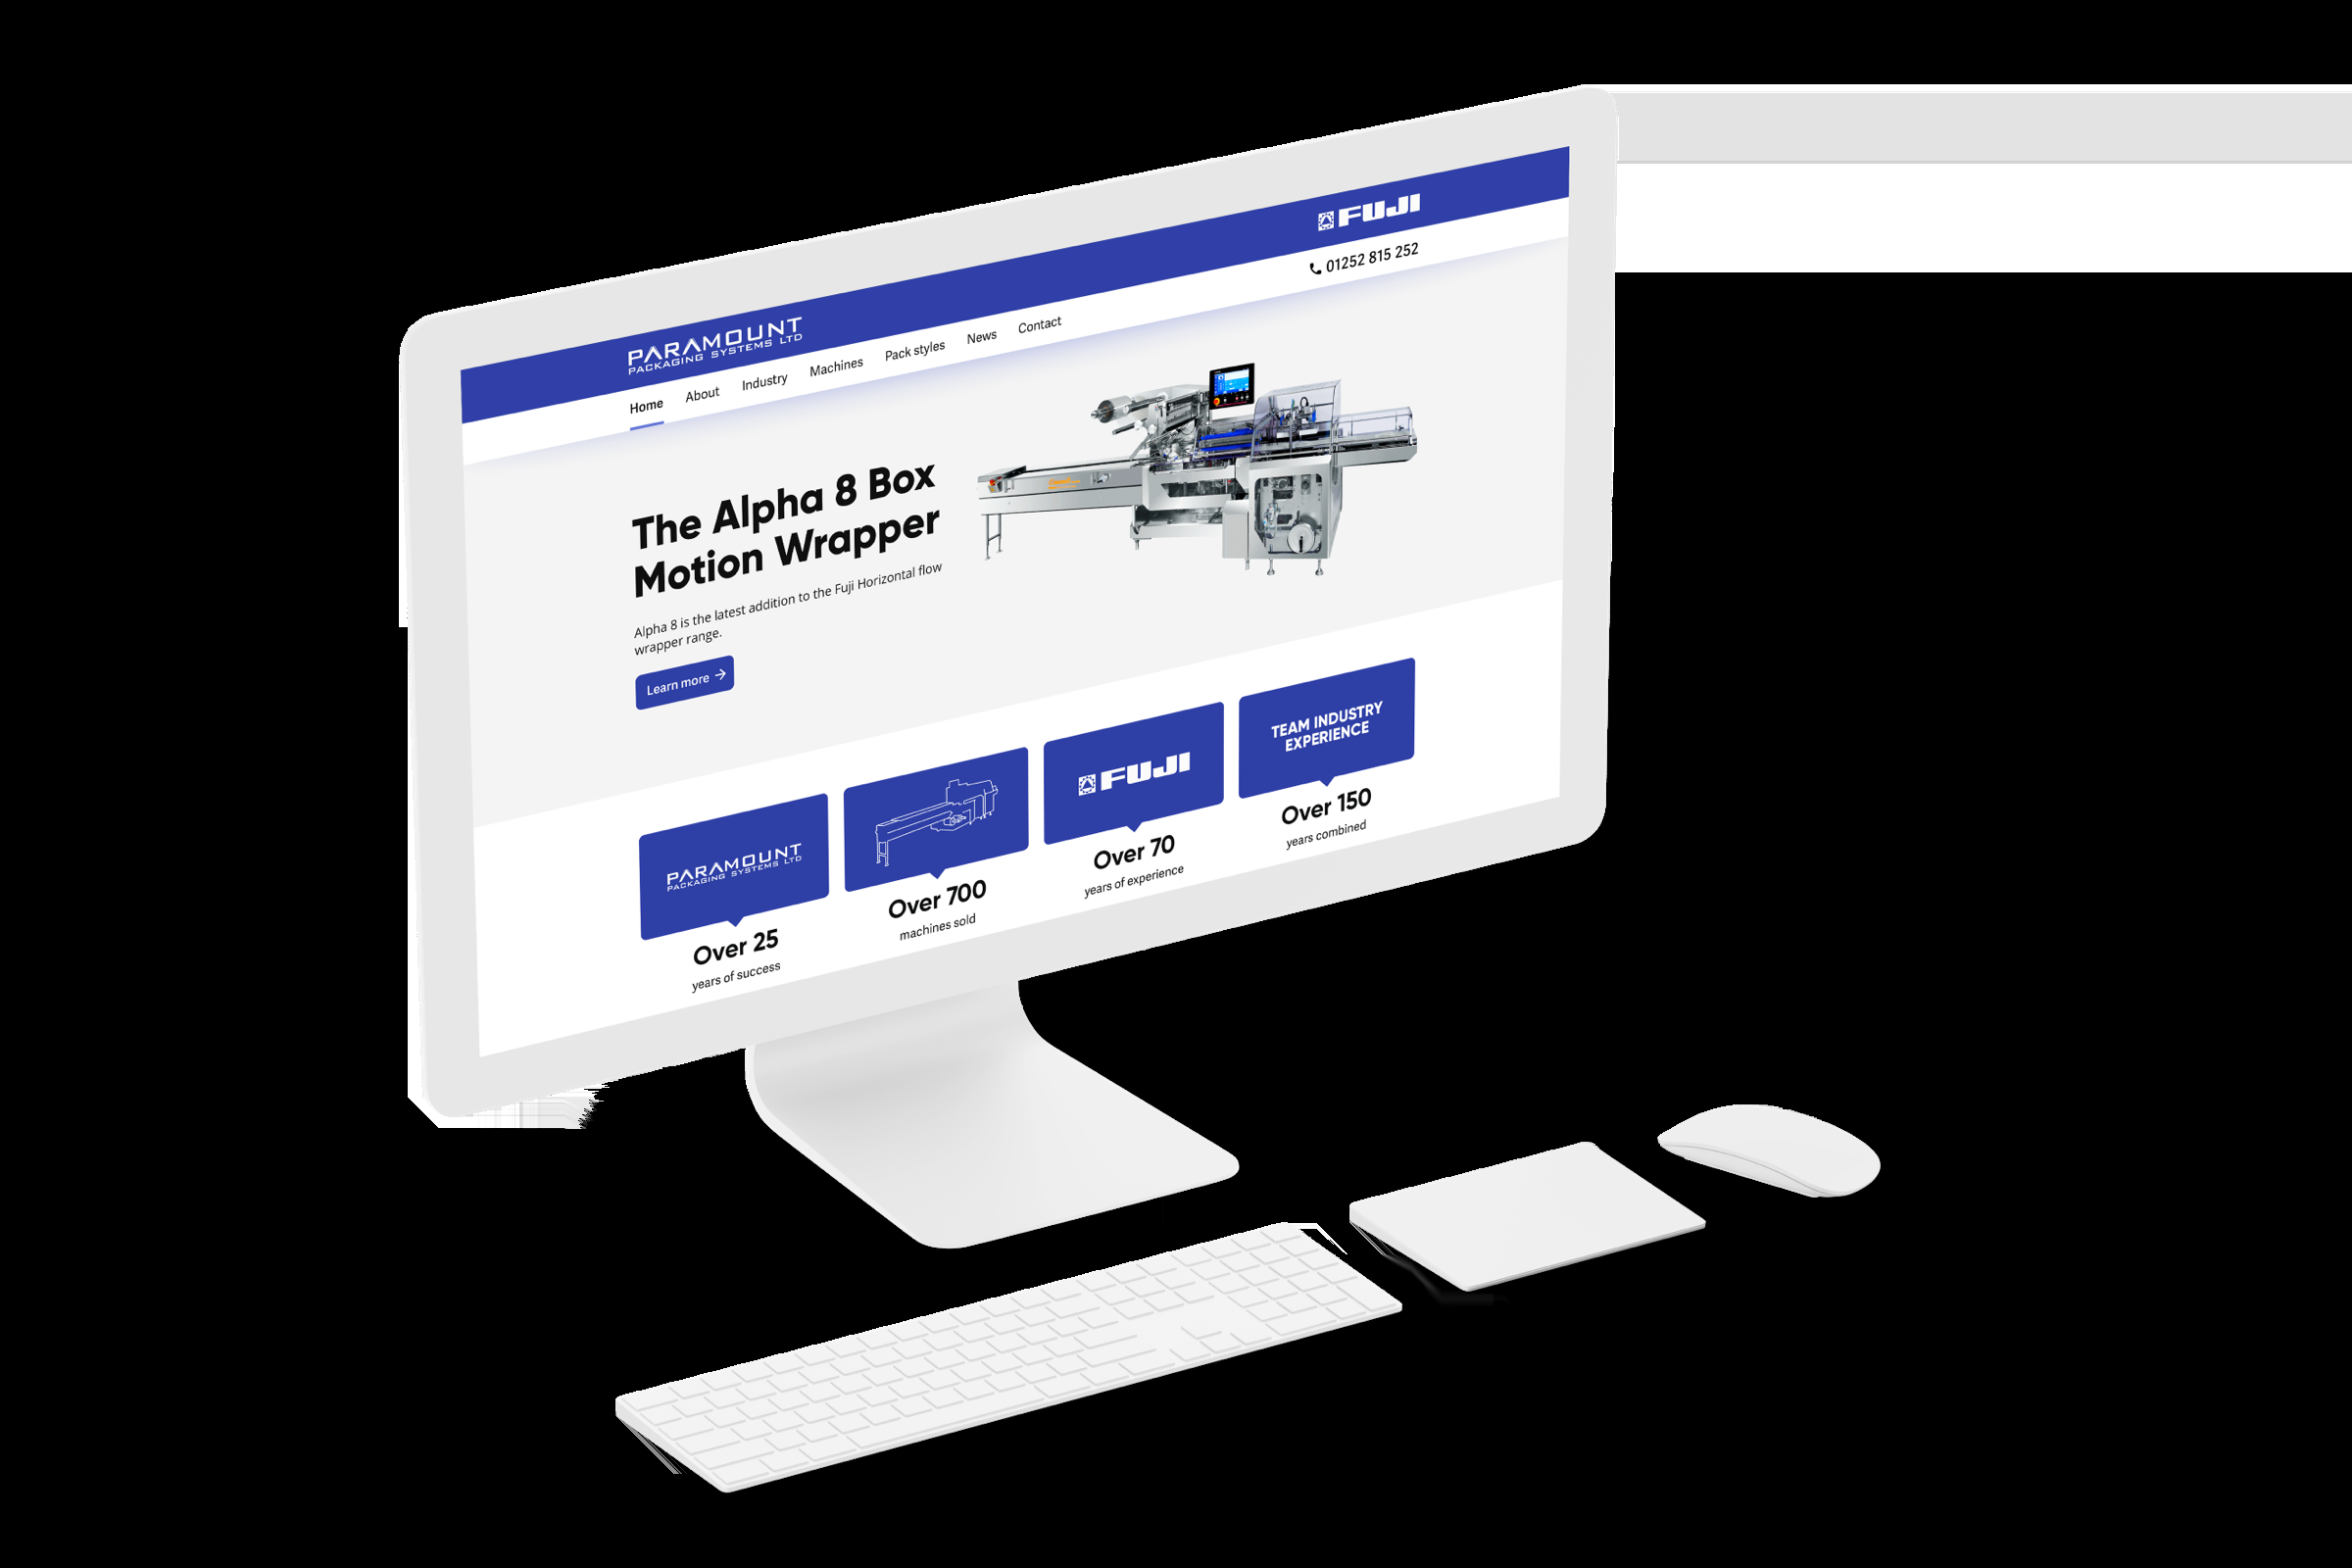 FUJI
PARAMOUNT
PACKAGING SYSTEMS LTD
01252 815 252
Home About Industry Machines Pack styles News Contact
The Alpha 8 Box
Motion Wrapper
Alpha 8 is the latest addition to the Fuji Horizontal flow
wrapper range.
Learn more
PARAMOUNT
PACKAGING SYSTEMS LTD
Over 25
years of success
Over 700
machines sold
FUJI
Over 70
years of experience
TEAM INDUSTRY
EXPERIENCE
Over 150
years combined